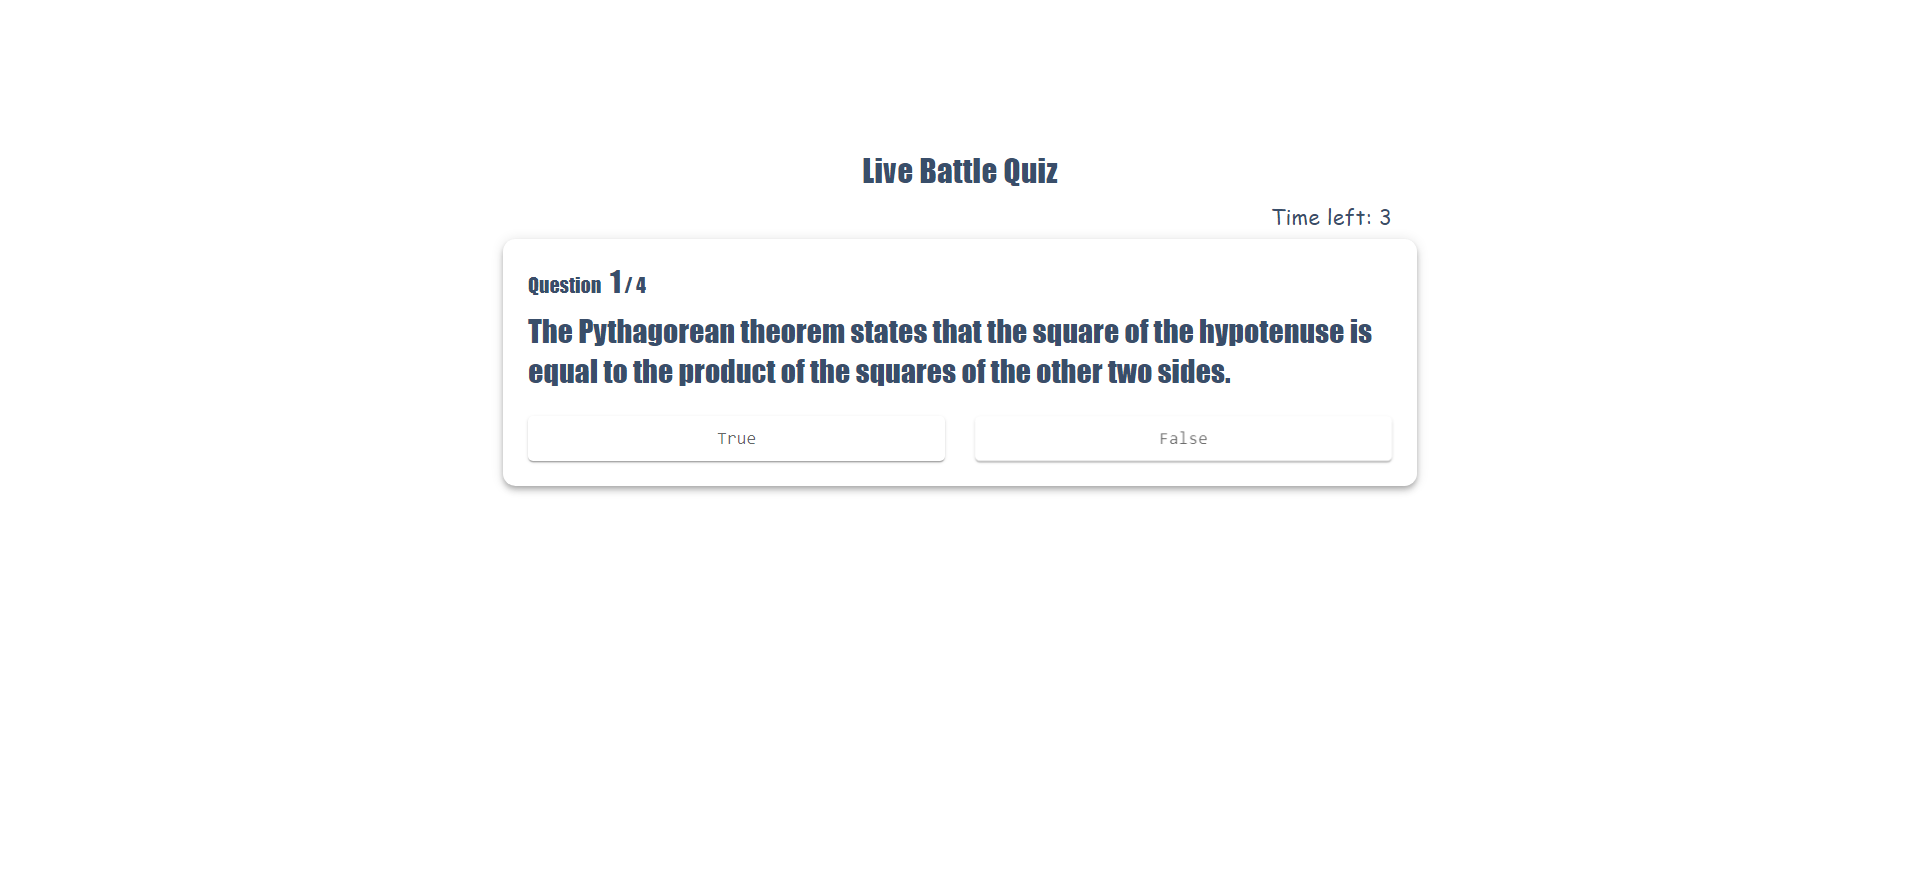 Live Battle Quiz
Time left: 3
Question 1/ 4
The Pythagorean theorem states that the square of the hypotenuse is
equal to the product of the squares of the other two sides.
True
False